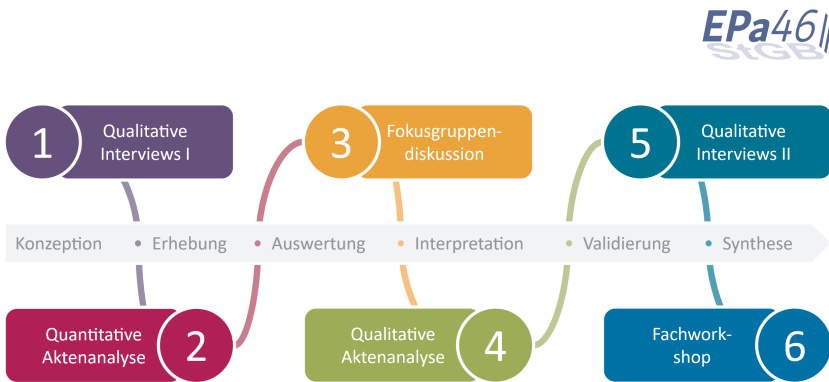 EPa46||
StGB
1
Qualitative
Interviews I
3
Fokusgruppen-
diskussion
5
Qualitative
Interviews II
Konzeption • Erhebung • Auswertung • Interpretation • Validierung • Synthese
Quantitative
Aktenanalyse
2
Qualitative
Aktenanalyse
4
Fachwork-
shop
6